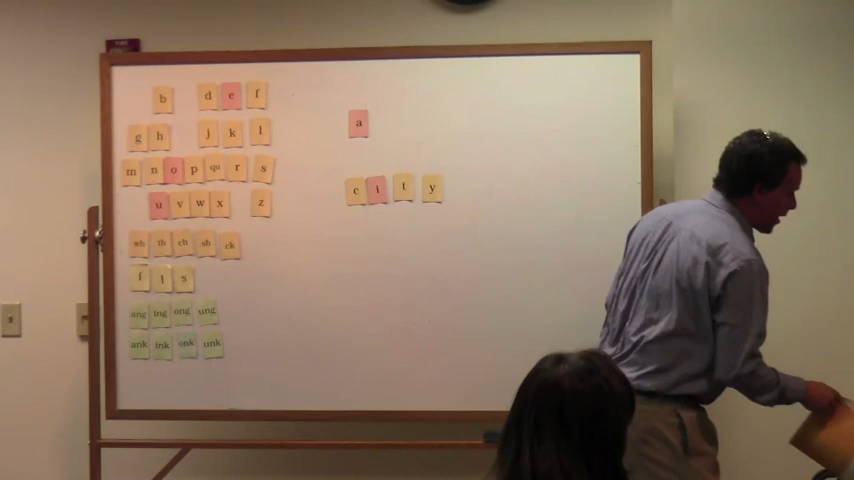 b d e f
a
g h j k l
m n o p qu r s
c i t y
u v w x z
wh th ch sh ck
f l s
ang ing ong ung
ank ink onk unk